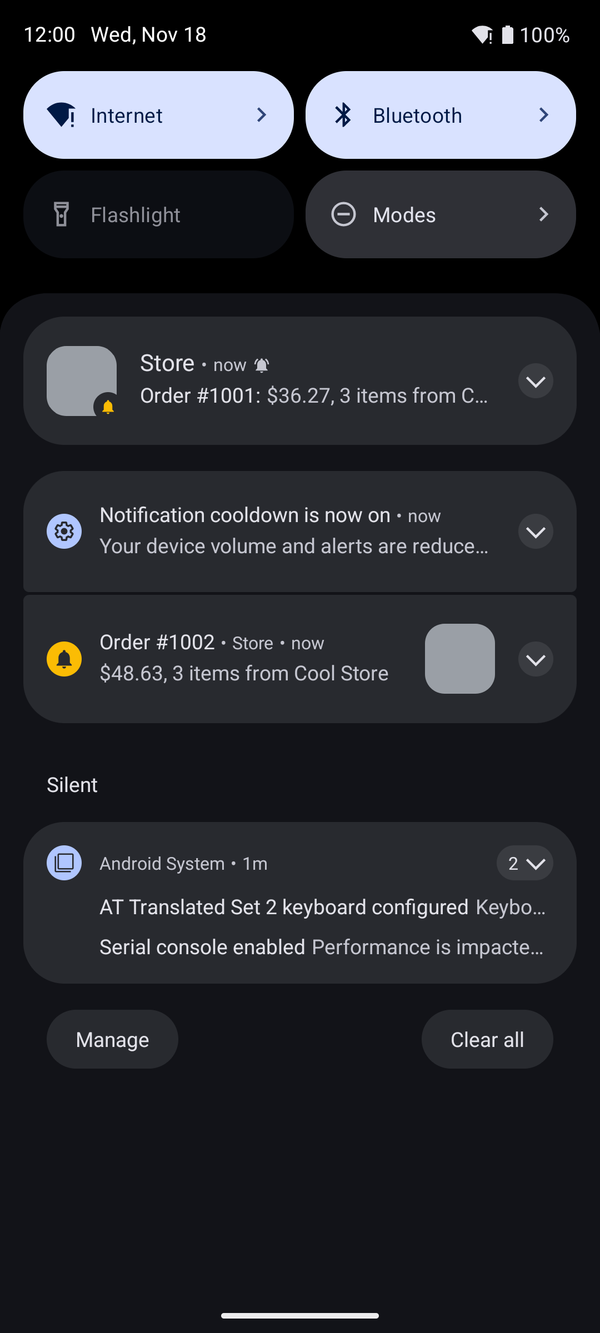 12:00 Wed, Nov 18 100%
Internet Bluetooth
Flashlight Modes
Store • now
Order #1001: $36.27, 3 items from C…
Notification cooldown is now on • now
Your device volume and alerts are reduce…
Order #1002 • Store • now
$48.63, 3 items from Cool Store
Silent
Android System • 1m 2
AT Translated Set 2 keyboard configured Keybo…
Serial console enabled Performance is impacte…
Manage Clear all